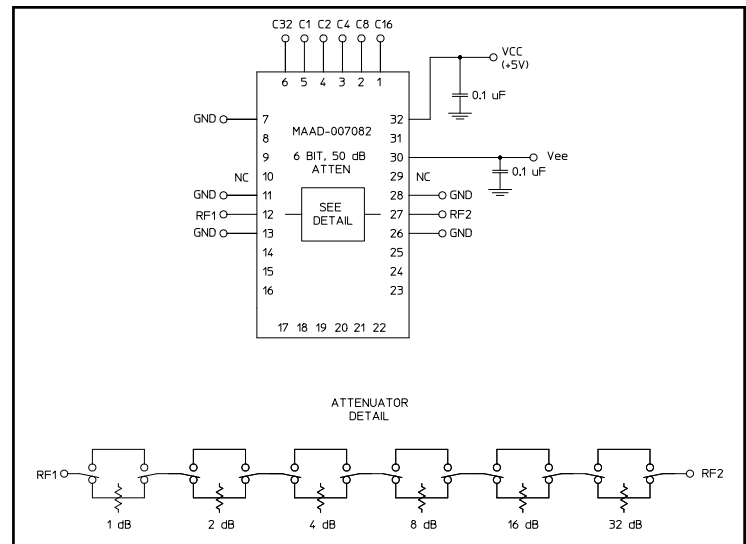 C32 C1 C2 C4 C8 C16
6 5 4 3 2 1
VCC
(+5V)
0.1 uF
GND 7
32
MAAD-007082
8
31
9
6 BIT, 50 dB
30
Vee
ATTEN
NC 10
29 NC
0.1 uF
GND 11
28 GND
RF1 12
SEE
DETAIL
27 RF2
GND 13
26 GND
14
25
15
24
16
23
17 18 19 20 21 22
ATTENUATOR
DETAIL
RF1
RF2
1 dB 2 dB 4 dB 8 dB 16 dB 32 dB